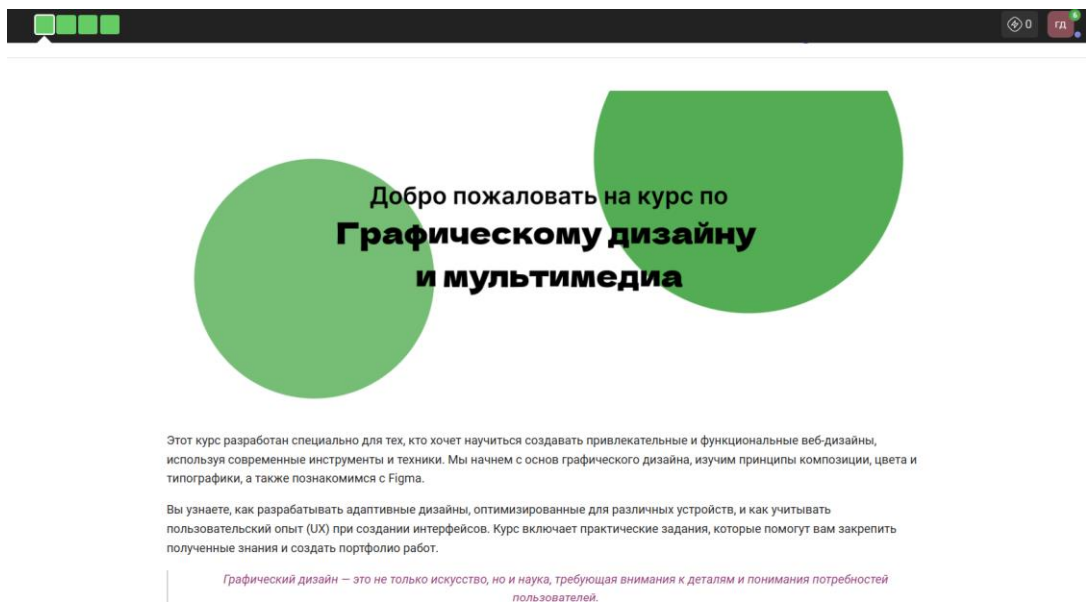 0
ГД
6
Добро пожаловать на курс по
Графическому дизайну
и мультимедиа
Этот курс разработан специально для тех, кто хочет научиться создавать привлекательные и функциональные веб-дизайны,
используя современные инструменты и техники. Мы начнем с основ графического дизайна, изучим принципы композиции, цвета и
типографики, а также познакомимся с Figma.
Вы узнаете, как разрабатывать адаптивные дизайны, оптимизированные для различных устройств, и как учитывать
пользовательский опыт (UX) при создании интерфейсов. Курс включает практические задания, которые помогут вам закрепить
полученные знания и создать портфолио работ.
Графический дизайн — это не только искусство, но и наука, требующая внимания к деталям и понимания потребностей
пользователей.